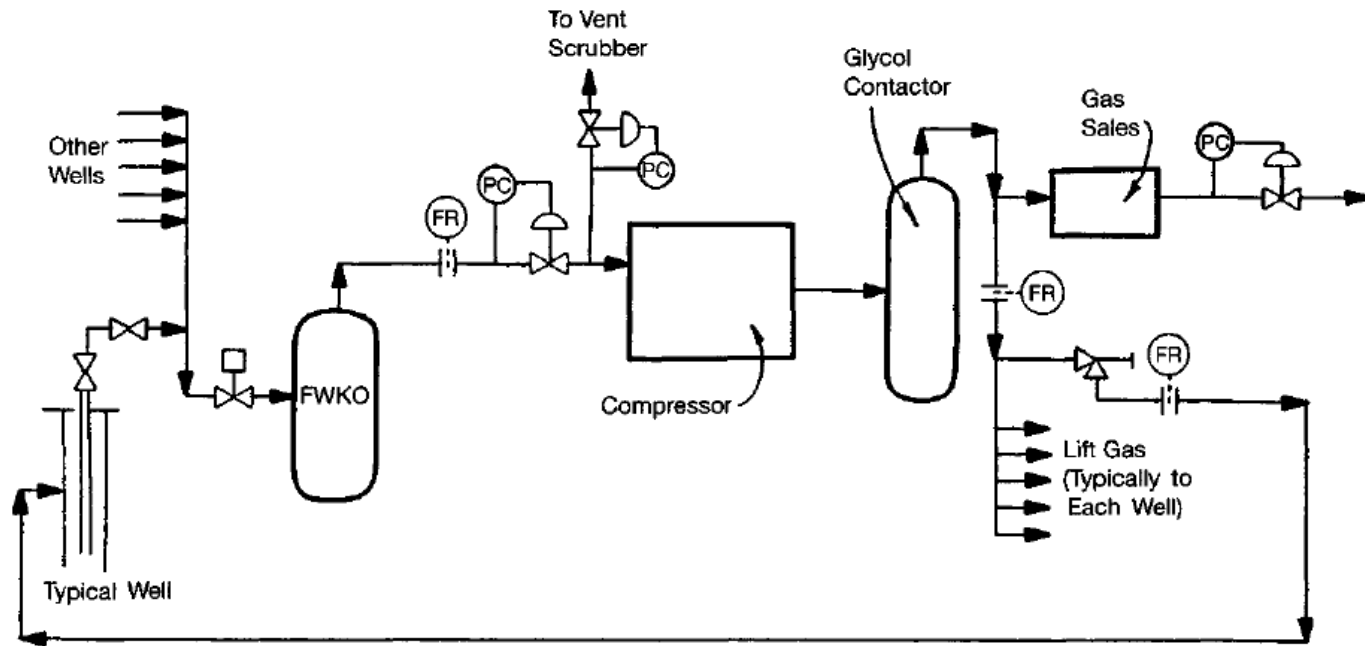 To Vent
Scrubber
Glycol
Contactor
Gas
Sales
Other
Wells
PC
PC
PC
FR
FR
FR
FWKO
Compressor
Lift Gas
(Typically to
Each Well)
Typical Well